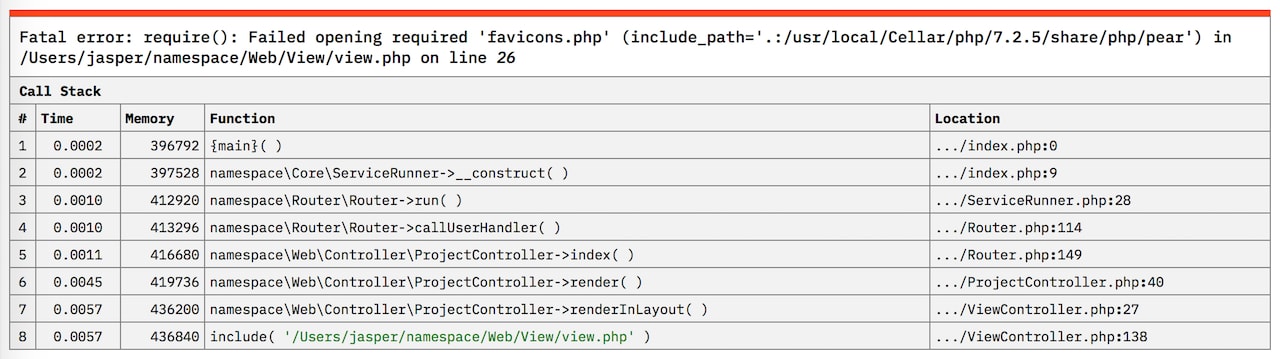 Fatal error: require(): Failed opening required 'favicons.php' (include_path='.:/usr/local/Cellar/php/7.2.5/share/php/pear') in
/Users/jasper/namespace/Web/View/view.php on line 26
Call Stack
# Time Memory Function Location
1 0.0002 396792 {main}( ) .../index.php:0
2 0.0002 397528 namespace\Core\ServiceRunner->__construct( ) .../index.php:9
3 0.0010 412920 namespace\Router\Router->run( ) .../ServiceRunner.php:28
4 0.0010 413296 namespace\Router\Router->callUserHandler( ) .../Router.php:114
5 0.0011 416680 namespace\Web\Controller\ProjectController->index( ) .../Router.php:149
6 0.0045 419736 namespace\Web\Controller\ProjectController->render( ) .../ProjectController.php:40
7 0.0057 436200 namespace\Web\Controller\ProjectController->renderInLayout( ) .../ViewController.php:27
8 0.0057 436840 include( '/Users/jasper/namespace/Web/View/view.php' ) .../ViewController.php:138